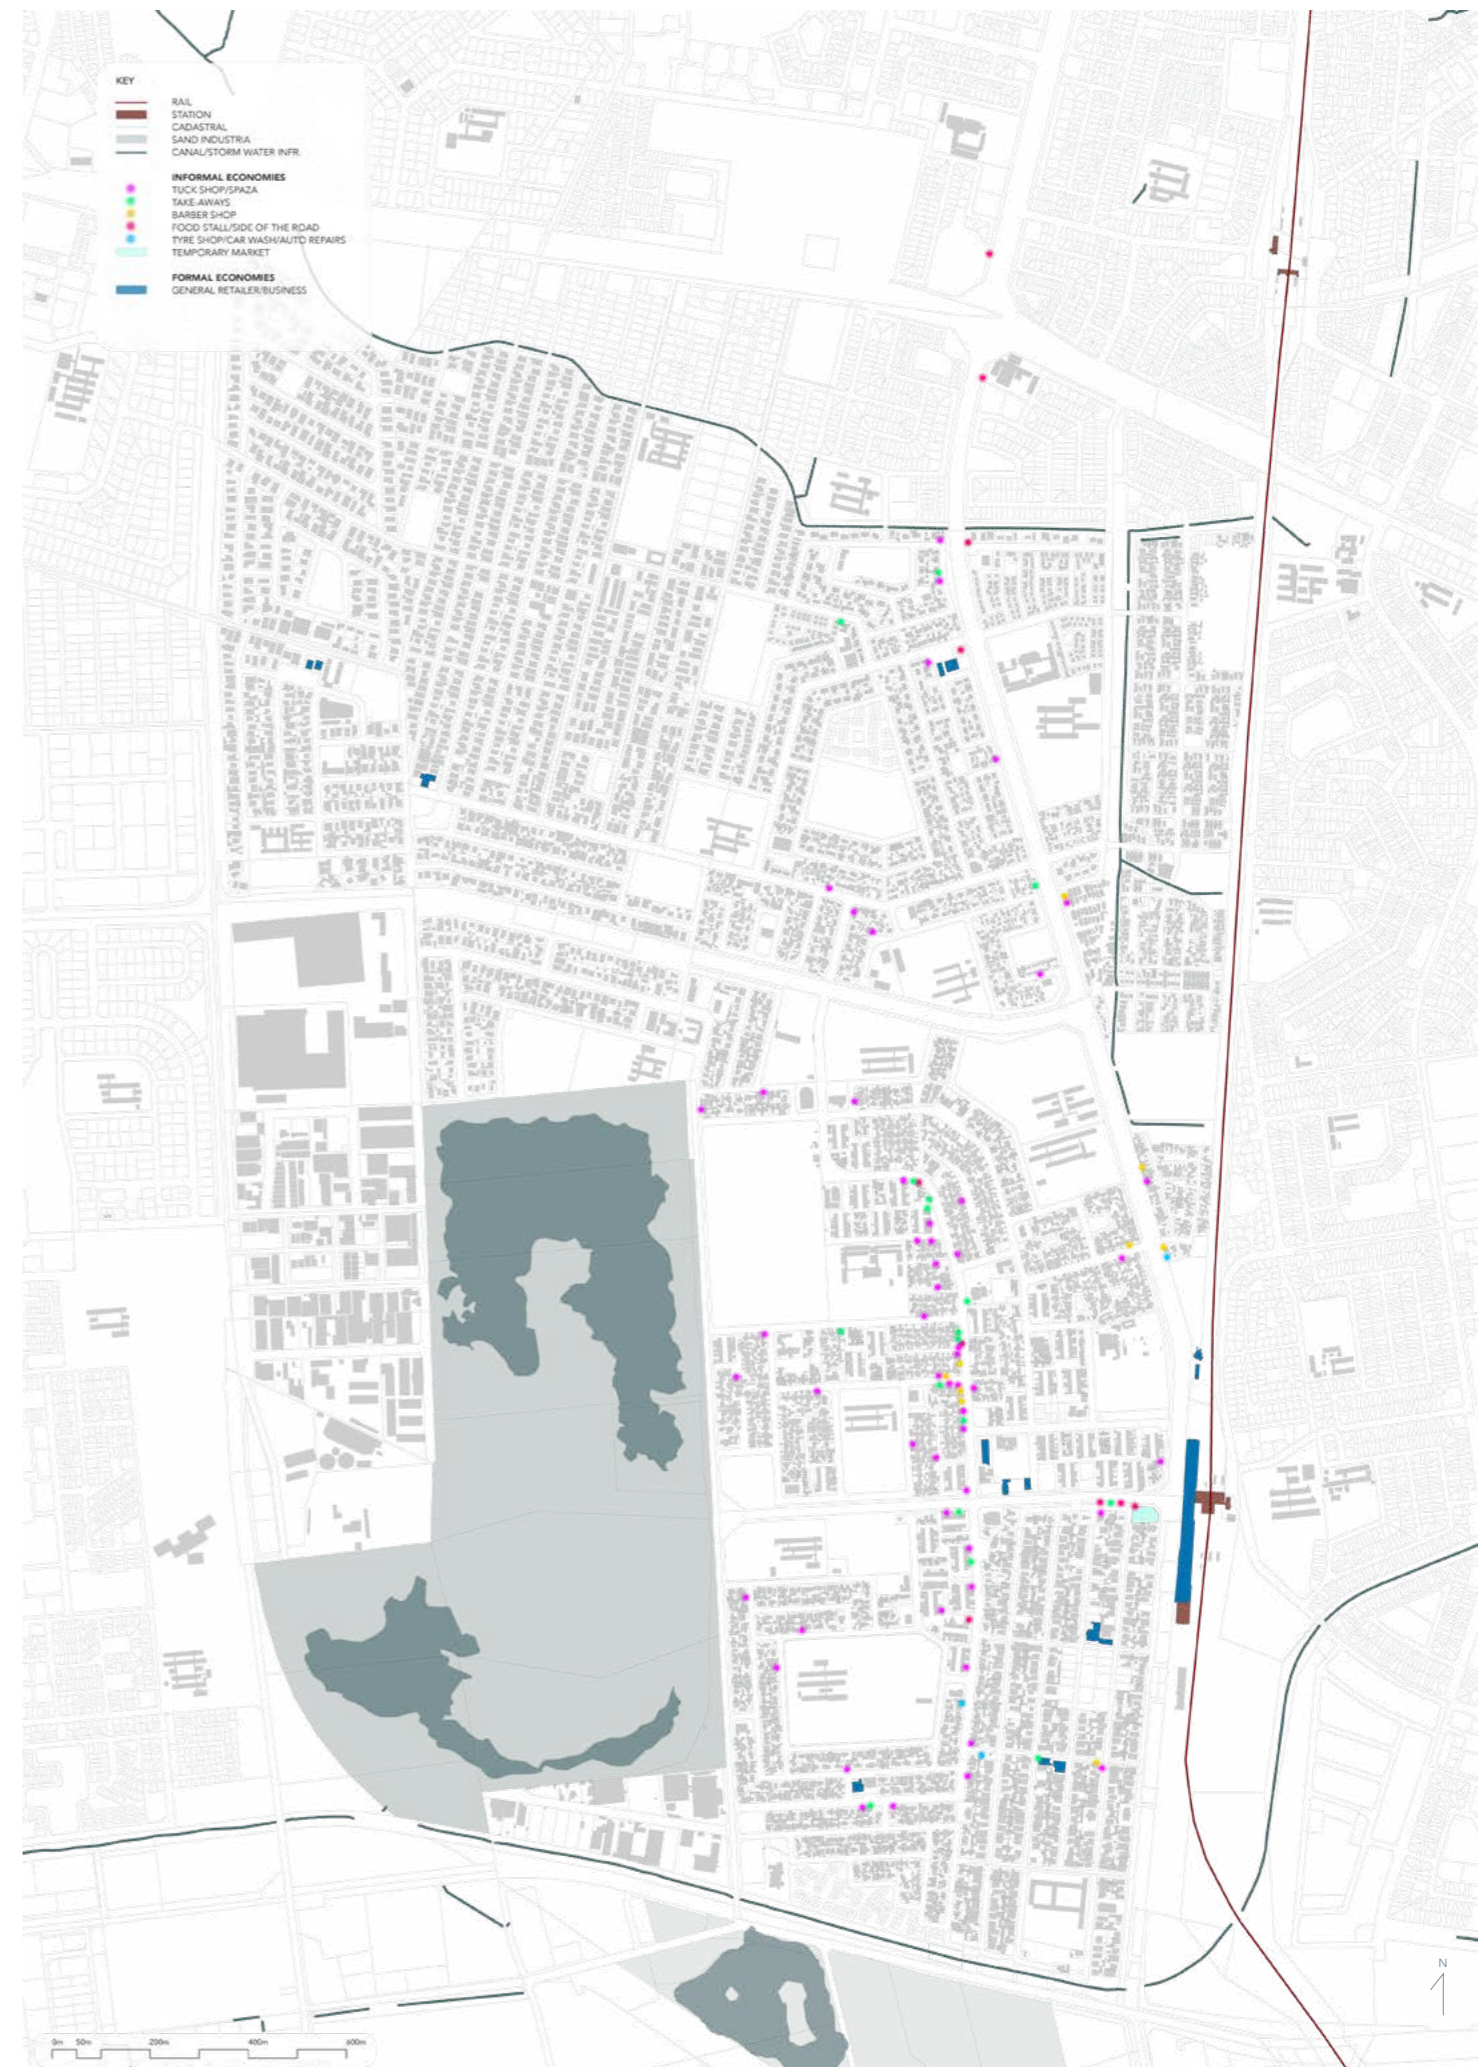 KEY
RAIL
STATION
CADASTRAL
SAND INDUSTRIA
CANAL/STORM WATER INFR.
INFORMAL ECONOMIES
TUCK SHOP/SPAZA
TAKE-AWAYS
BARBER SHOP
FOOD STALL/SIDE OF THE ROAD
TYRE SHOP/CAR WASH/AUTO REPAIRS
TEMPORARY MARKET
FORMAL ECONOMIES
GENERAL RETAILER/BUSINESS
N
0m 50m 200m 400m 600m